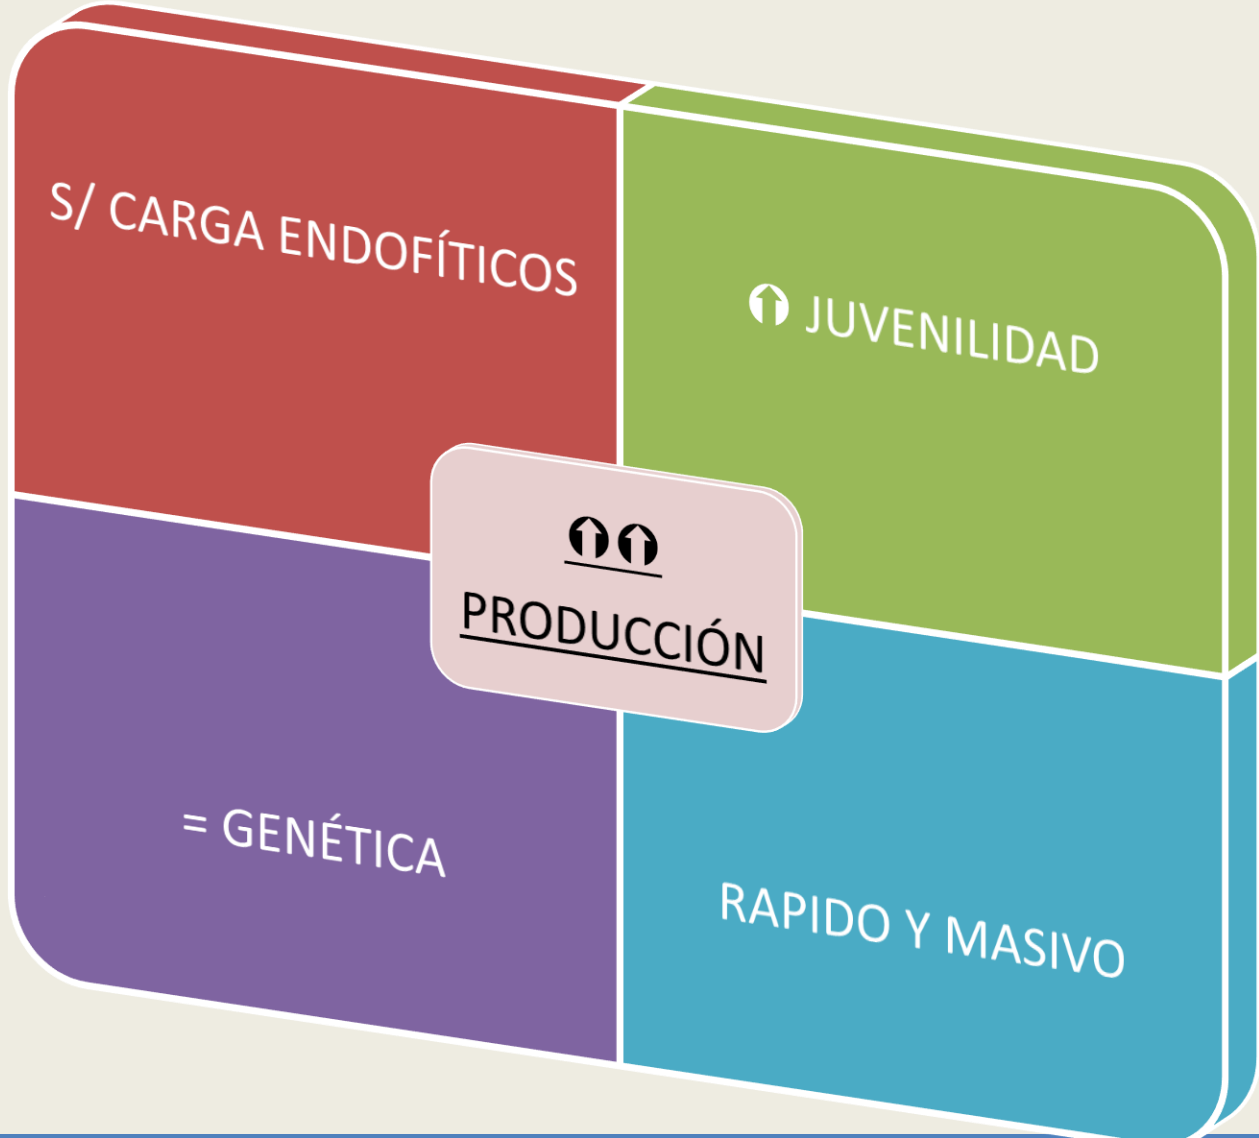 S/ CARGA ENDOFÍTICOS
⬆ JUVENILIDAD
⬆⬆
PRODUCCIÓN
= GENÉTICA
RAPIDO Y MASIVO